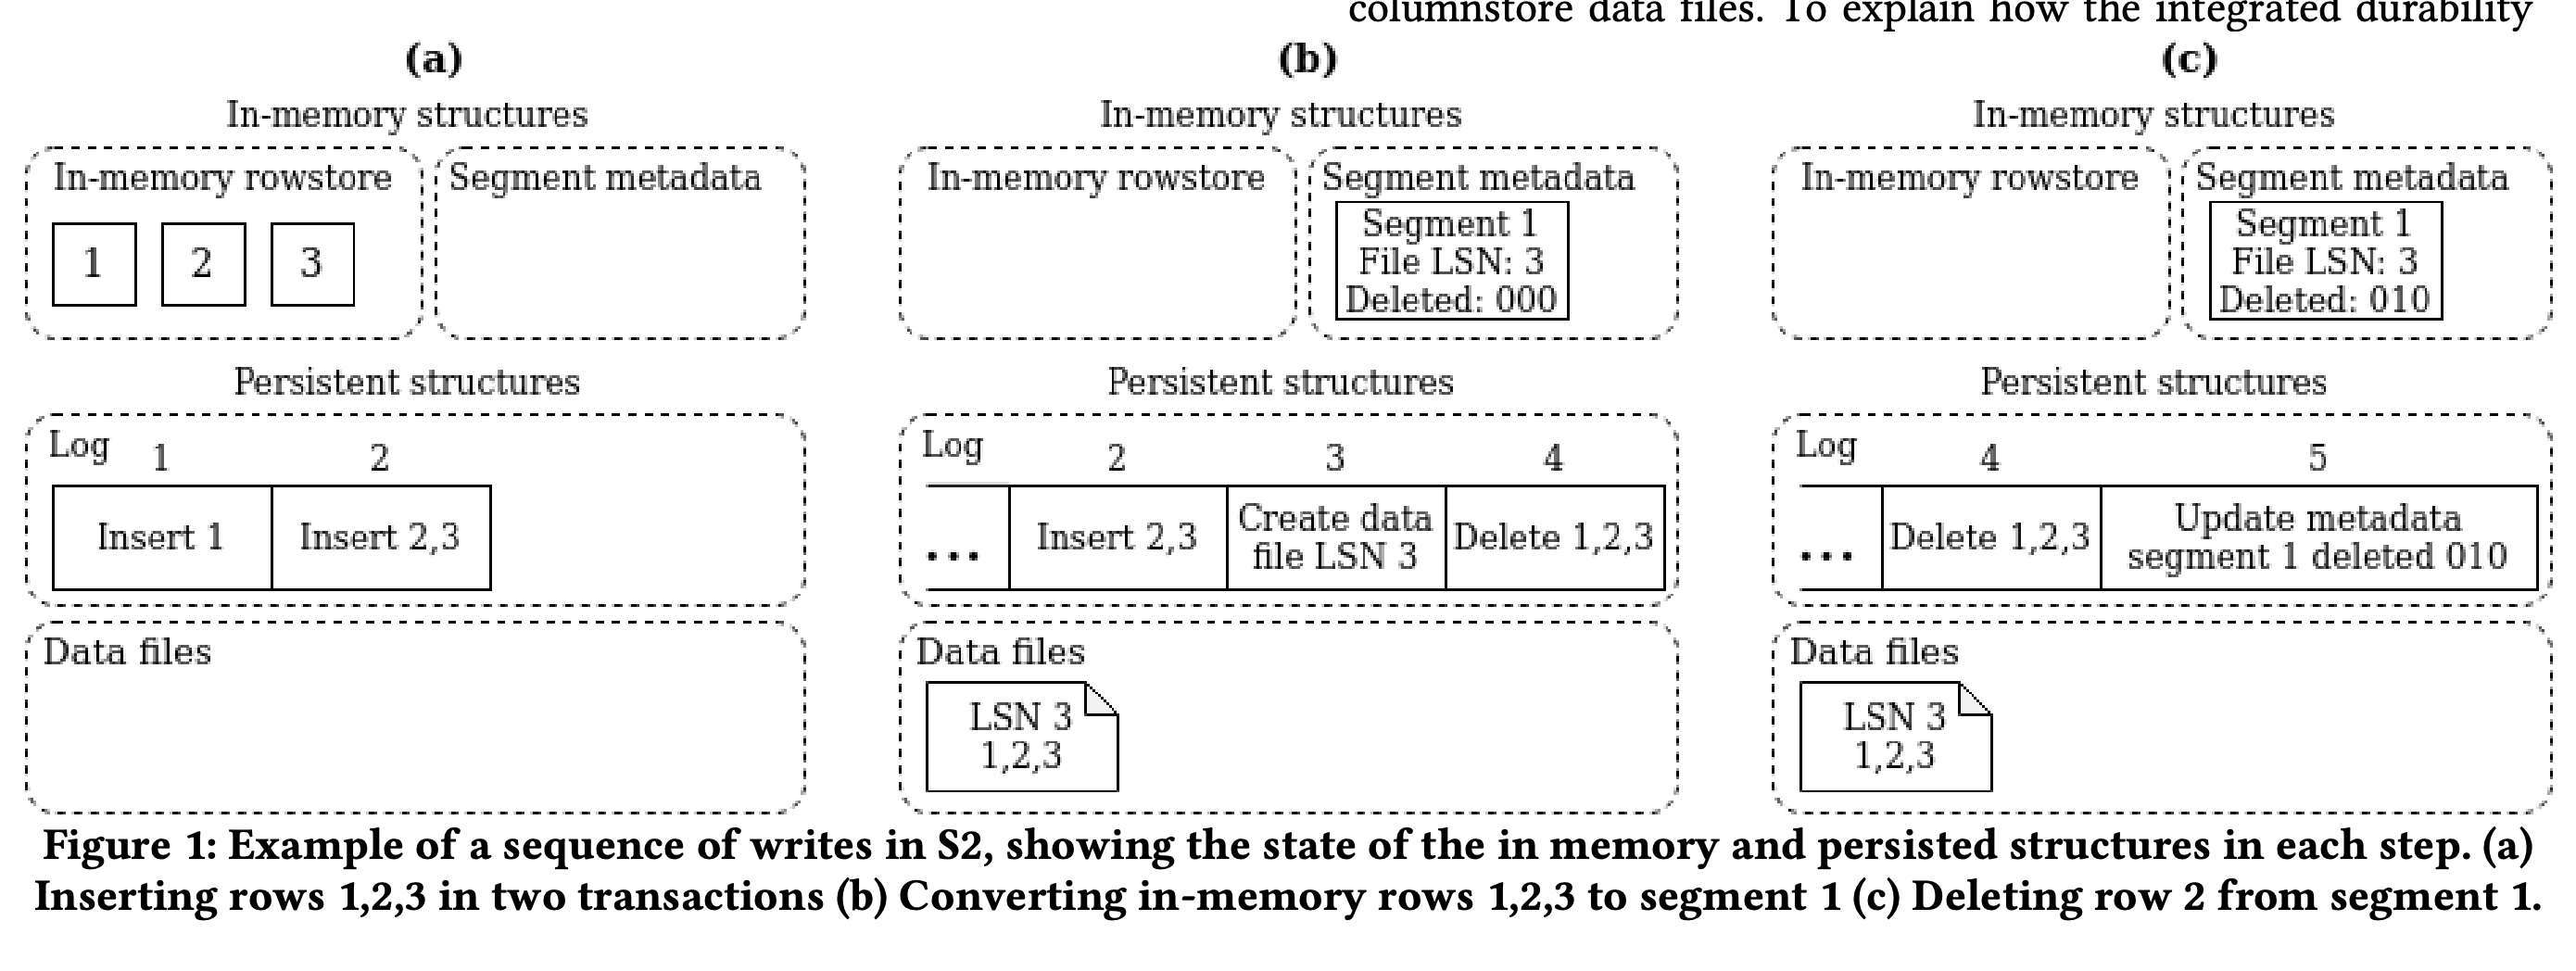 columnstore data files. To explain how the integrated durability
(a)
In-memory structures
In-memory rowstore
1 2 3
Segment metadata
Persistent structures
Log
1 2
Insert 1 Insert 2,3
Data files
(b)
In-memory structures
In-memory rowstore
Segment metadata
Segment 1
File LSN: 3
Deleted: 000
Persistent structures
Log
2 3 4
... Insert 2,3
Create data
file LSN 3
Delete 1,2,3
Data files
LSN 3
1,2,3
(c)
In-memory structures
In-memory rowstore
Segment metadata
Segment 1
File LSN: 3
Deleted: 010
Persistent structures
Log
4 5
... Delete 1,2,3
Update metadata
segment 1 deleted 010
Data files
LSN 3
1,2,3
Figure 1: Example of a sequence of writes in S2, showing the state of the in memory and persisted structures in each step. (a)
Inserting rows 1,2,3 in two transactions (b) Converting in-memory rows 1,2,3 to segment 1 (c) Deleting row 2 from segment 1.